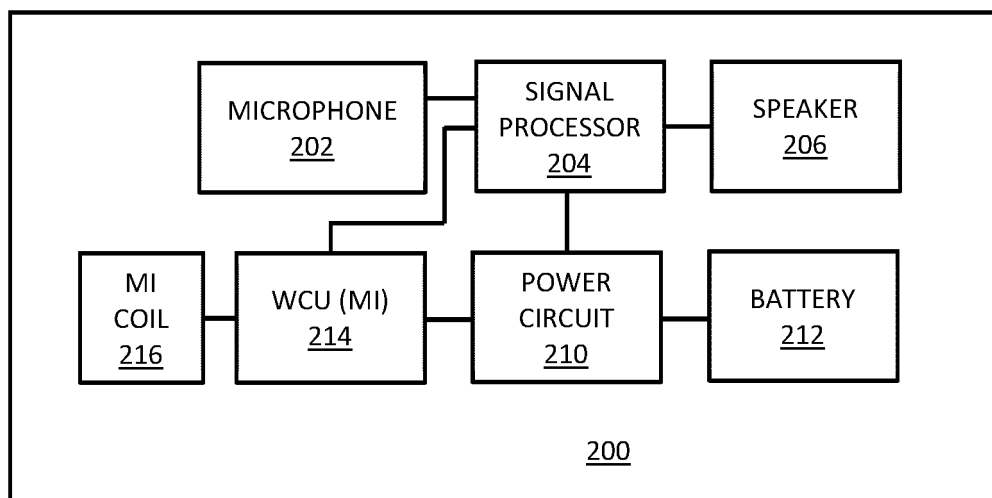 MICROPHONE
202
SIGNAL
PROCESSOR
204
SPEAKER
206
MI
COIL
216
WCU (MI)
214
POWER
CIRCUIT
210
BATTERY
212
200